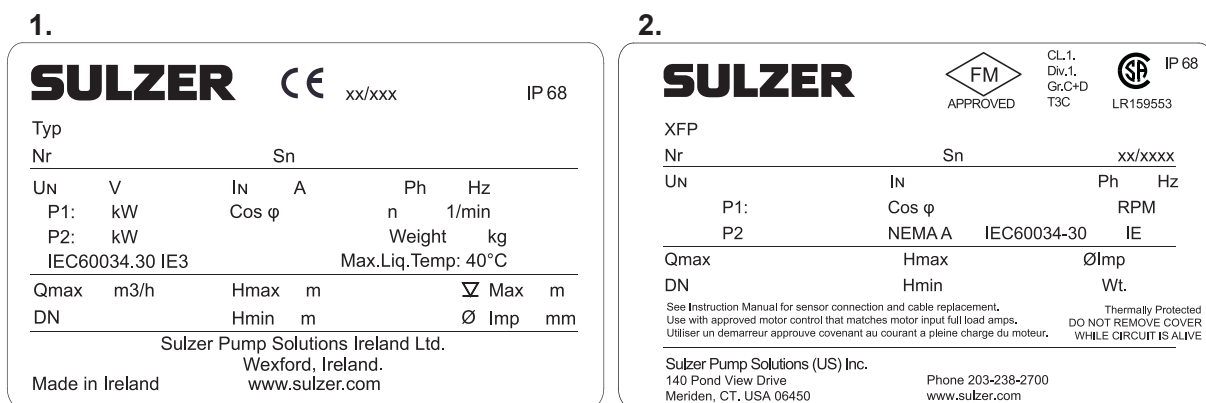 1.
SULZER CE xx/xxx IP 68
Typ
Nr Sn
UN V IN A Ph Hz
P1: kW Cos φ n 1/min
P2: kW Weight kg
IEC60034.30 IE3 Max.Liq.Temp: 40°C
Qmax m3/h Hmax m Max m
DN Hmin m Ø Imp mm
Sulzer Pump Solutions Ireland Ltd.
Wexford, Ireland.
Made in Ireland www.sulzer.com
2.
SULZER FM APPROVED CL.1. Div.1. Gr.C+D T3C SA LR159553 IP 68
XFP
Nr Sn xx/xxxx
UN IN Ph Hz
P1: Cos φ RPM
P2 NEMA A IEC60034-30 IE
Qmax Hmax ØImp
DN Hmin Wt.
See Instruction Manual for sensor connection and cable replacement.
Use with approved motor control that matches motor input full load amps.
Utiliser un demarreur approuve covenant au courant a pleine charge du moteur.
Thermally Protected
DO NOT REMOVE COVER
WHILE CIRCUIT IS ALIVE
Sulzer Pump Solutions (US) Inc.
140 Pond View Drive Phone 203-238-2700
Meriden, CT. USA 06450 www.sulzer.com